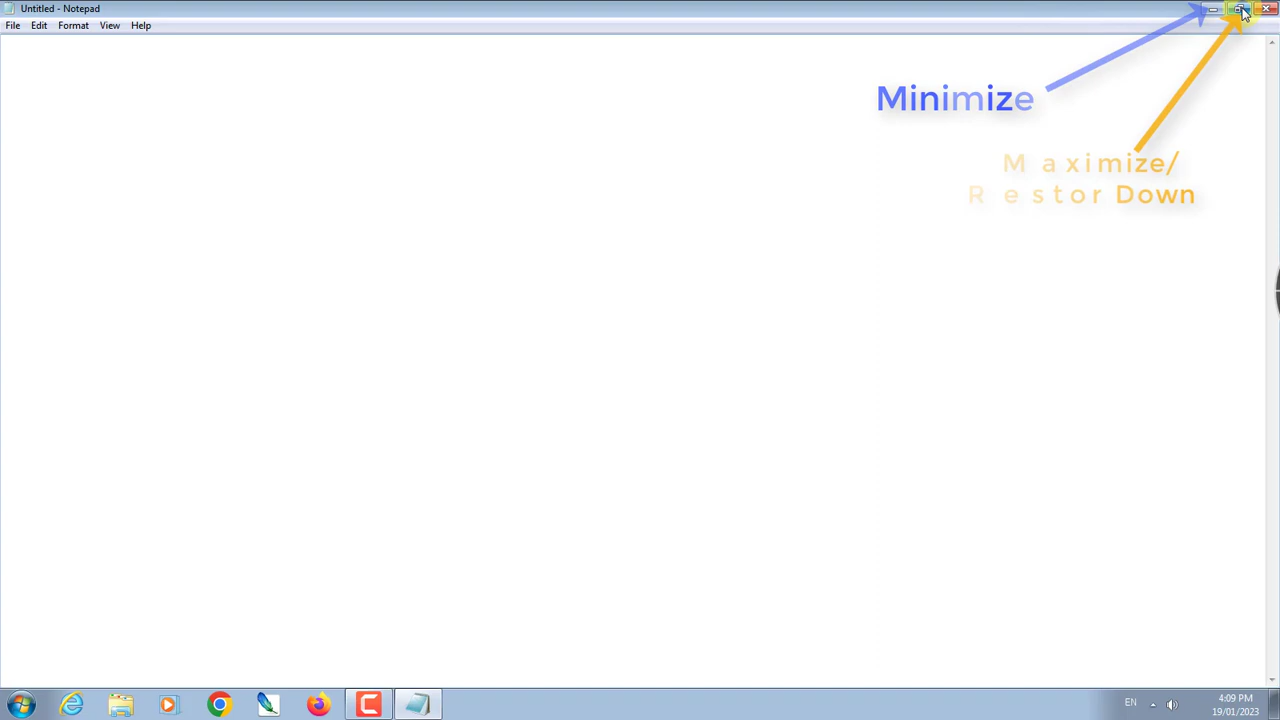 Untitled - Notepad
File Edit Format View Help
Minimize
Maximize/
Restor Down
EN
4:09 PM
19/01/2023